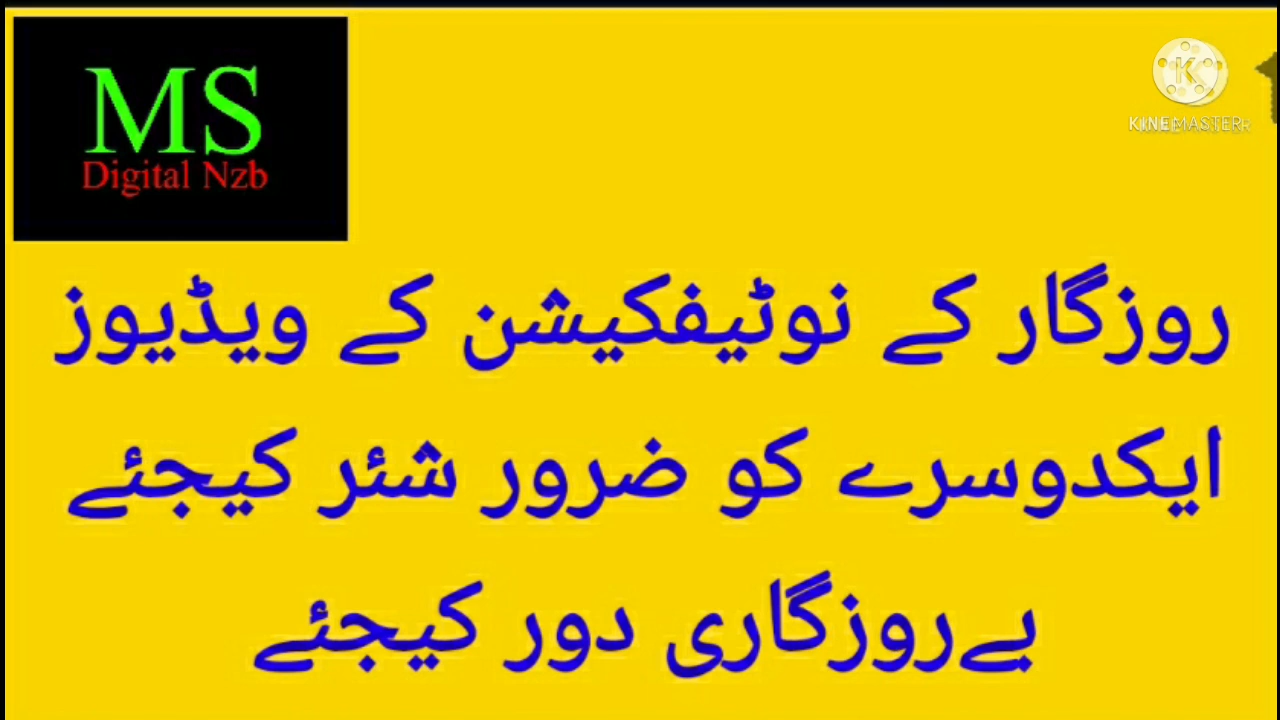 MS
Digital Nzb
KINEMASTER
روزگار کے نوٹیفکیشن کے ویڈیوز
ایکدوسرے کو ضرور شئر کیجئے
بےروزگاری دور کیجئے